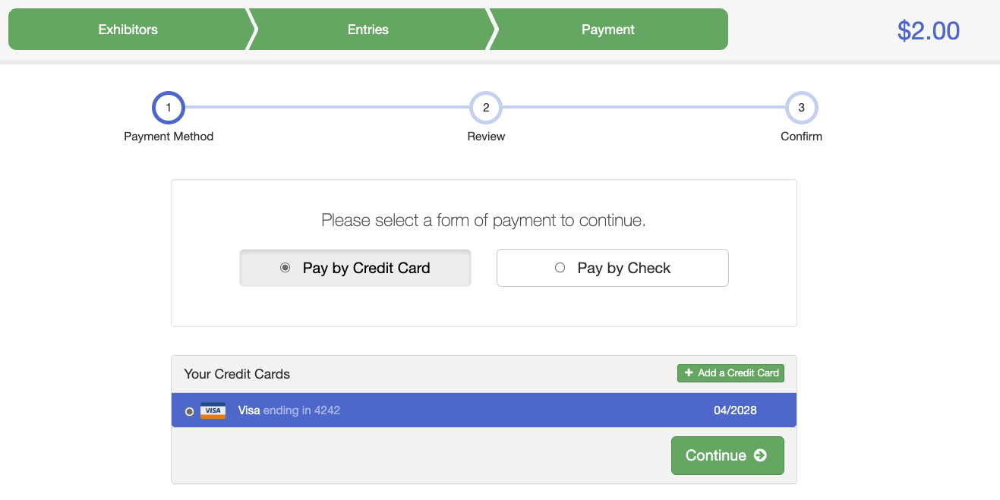 Exhibitors
Entries
Payment
$2.00
1
2
3
Payment Method
Review
Confirm
Please select a form of payment to continue.
Pay by Credit Card
Pay by Check
Your Credit Cards
Add a Credit Card
VISA
Visa ending in 4242
04/2028
Continue